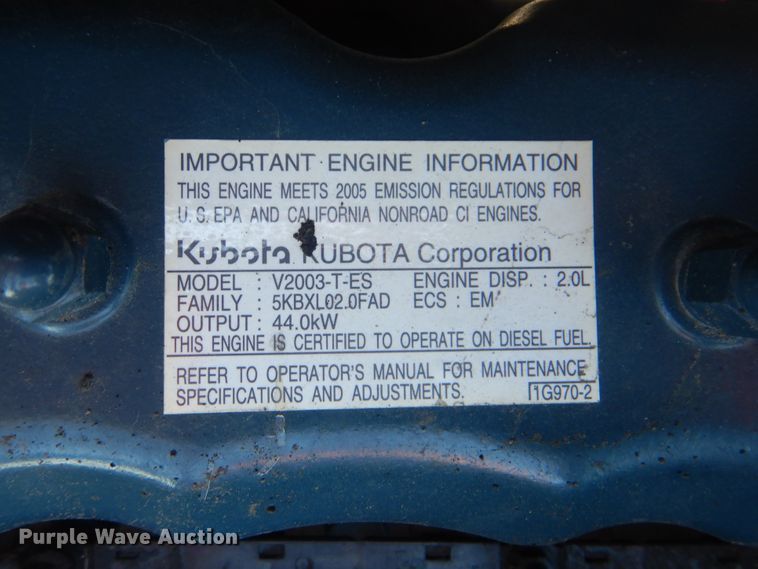 IMPORTANT ENGINE INFORMATION
THIS ENGINE MEETS 2005 EMISSION REGULATIONS FOR
U.S. EPA AND CALIFORNIA NONROAD CI ENGINES.
Kubota KUBOTA Corporation
MODEL : V2003-T-ES ENGINE DISP. : 2.0L
FAMILY : 5KBXL02.0FAD ECS : EM
OUTPUT : 44.0kW
THIS ENGINE IS CERTIFIED TO OPERATE ON DIESEL FUEL.
REFER TO OPERATOR'S MANUAL FOR MAINTENANCE
SPECIFICATIONS AND ADJUSTMENTS. 1G970-2
Purple Wave Auction